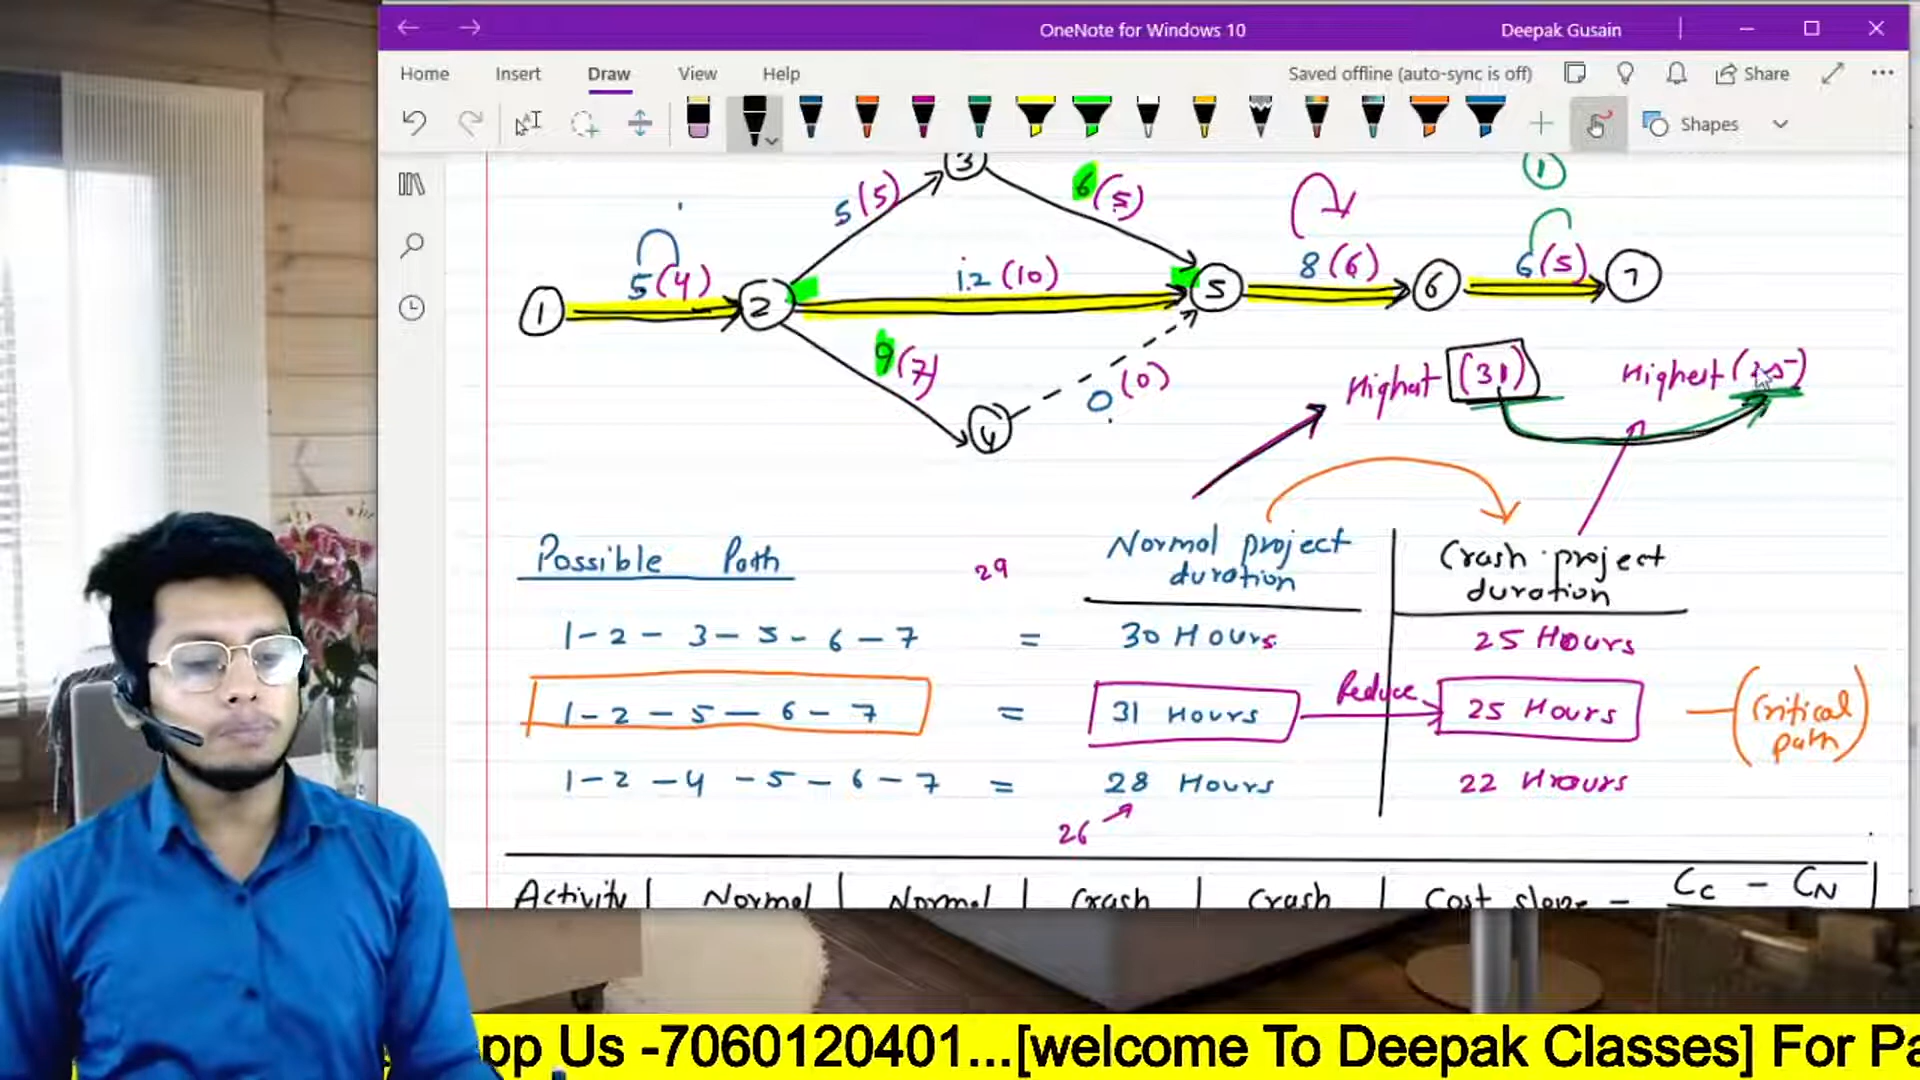 OneNote for Windows 10
Deepak Gusain
Home Insert Draw View Help
Saved offline (auto-sync is off)
Share
Shapes
3
1
5 (5)
6 (5)
5 (4)
12 (10)
8 (6)
6 (5)
1
2
5
6
7
9 (7)
0 (0)
4
Highest (31)
Highest (25)
Possible Path
29
Normal project duration
Crash project duration
1 - 2 - 3 - 5 - 6 - 7 = 30 Hours
25 Hours
1 - 2 - 5 - 6 - 7 = 31 Hours
Reduce
25 Hours
(Critical path)
1 - 2 - 4 - 5 - 6 - 7 = 28 Hours
22 Hours
26
Activity | Normal | Normal | Crash | Crash | Cost slope = CC - CN
pp Us -7060120401...[welcome To Deepak Classes] For Pa